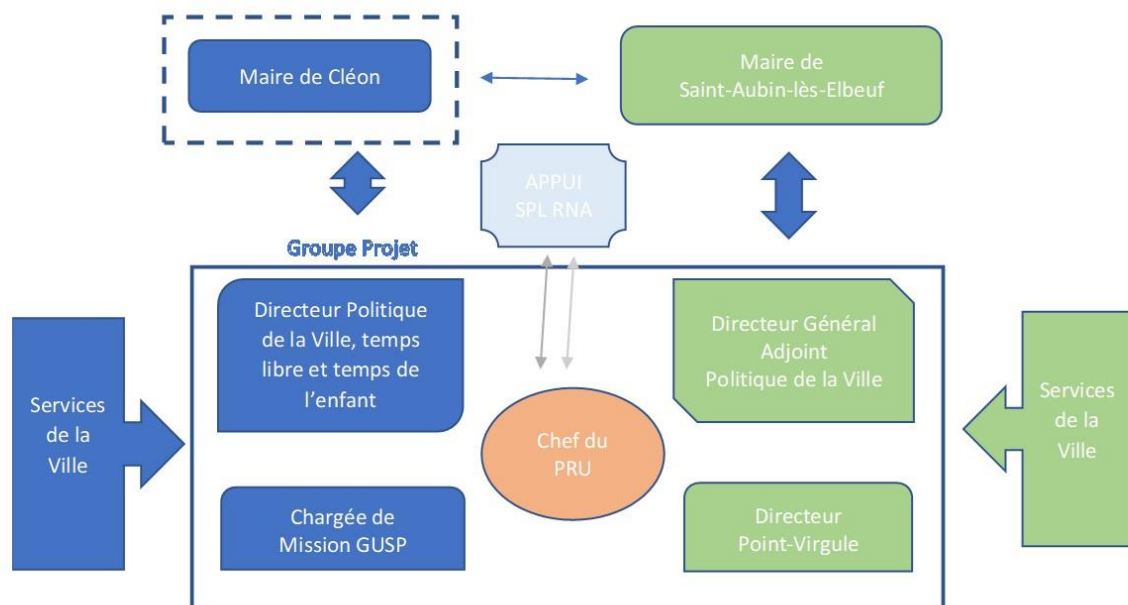 Maire de Cléon
Maire de
Saint-Aubin-lès-Elbeuf
APPUI
SPL RNA
Groupe Projet
Directeur Politique
de la Ville, temps
libre et temps de
l’enfant
Directeur Général
Adjoint
Politique de la Ville
Services
de la
Ville
Chef du
PRU
Services
de la
Ville
Chargée de
Mission GUSP
Directeur
Point-Virgule